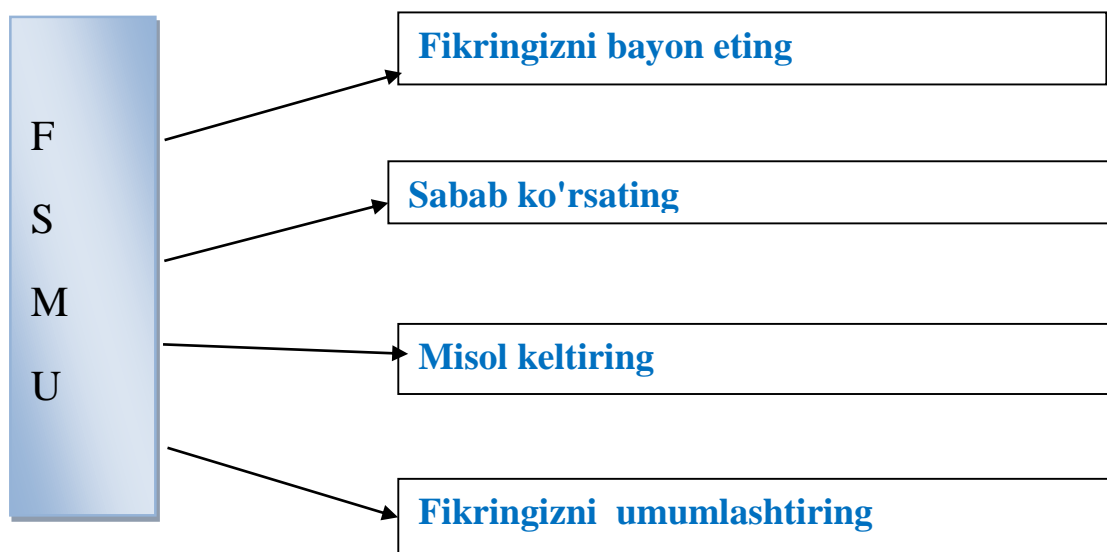 F
S
M
U
Fikringizni bayon eting
Sabab ko'rsating
Misol keltiring
Fikringizni umumlashtiring